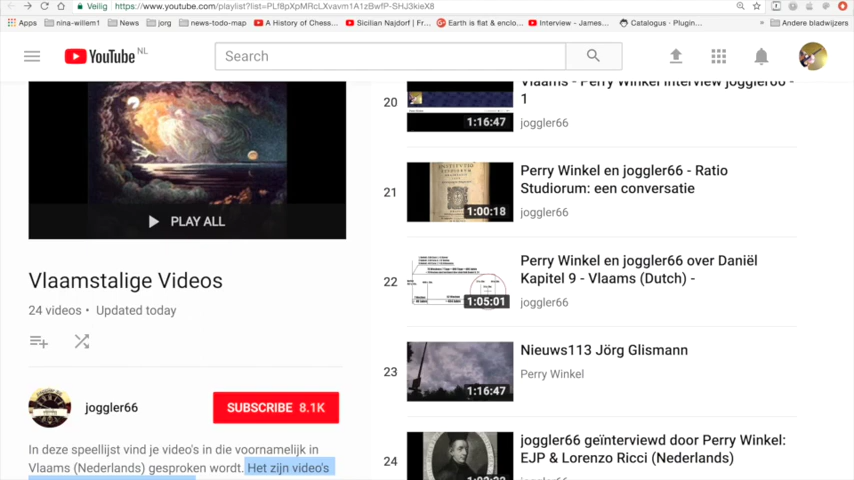 Veilig https://www.youtube.com/playlist?list=PLf8pXpMRcLXvavm1A1zBwfP-SHJ3kieX8
Apps nina-willem1 News jorg news-todo-map A History of Chess... Sicilian Najdorf | Fr... Earth is flat & enclo... Interview - James... Catalogus · Plugin... » Andere bladwijzers
YouTube NL
Search
PLAY ALL
Vlaamstalige Videos
24 videos • Updated today
joggler66
SUBSCRIBE 8.1K
In deze speellijst vind je video's in die voornamelijk in
Vlaams (Nederlands) gesproken wordt. Het zijn video's
20
Vlaams - Perry Winkel interview joggler66 -
1
1:16:47
joggler66
21
Perry Winkel en joggler66 - Ratio
Studiorum: een conversatie
1:00:18
joggler66
22
Perry Winkel en joggler66 over Daniël
Kapitel 9 - Vlaams (Dutch) -
1:05:01
joggler66
23
Nieuws113 Jörg Glismann
Perry Winkel
1:16:47
24
joggler66 geïnterviewd door Perry Winkel:
EJP & Lorenzo Ricci (Nederlands)